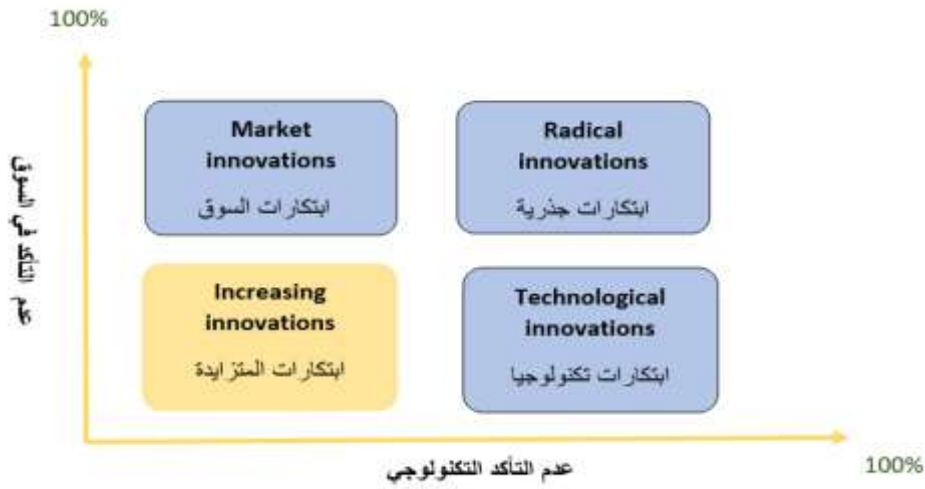 100%
Market
innovations
ابتكارات السوق
Radical
innovations
ابتكارات جذرية
عم التأكد في السوق
Increasing
innovations
ابتكارات المتزايدة
Technological
innovations
ابتكارات تكنولوجيا
عدم التأكد التكنولوجي
100%